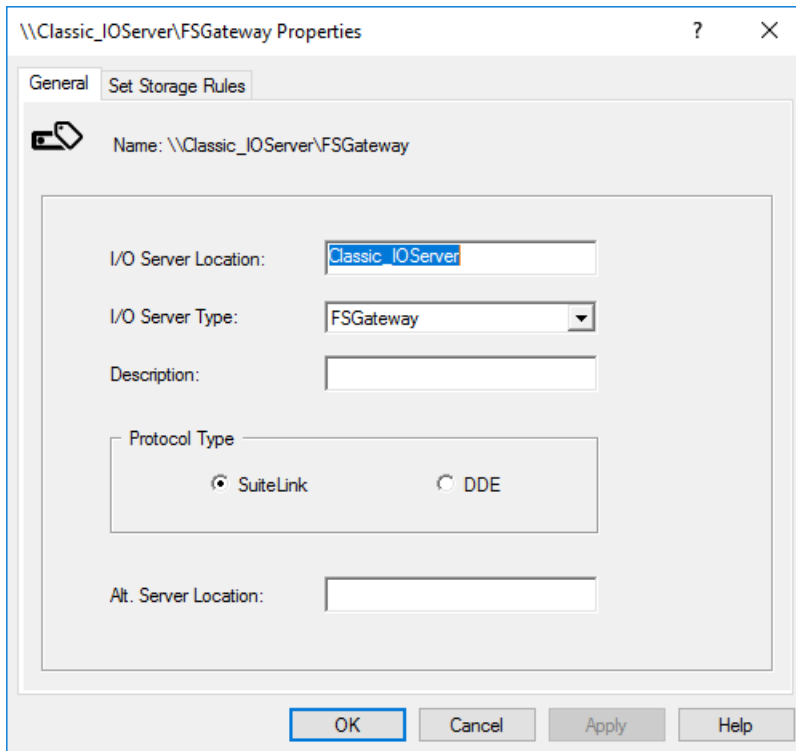 \\Classic_IOServer\FSGateway Properties ?
General Set Storage Rules
Name: \\Classic_IOServer\FSGateway
I/O Server Location: Classic_IOServer
I/O Server Type: FSGateway
Description:
Protocol Type
SuiteLink DDE
Alt. Server Location:
OK Cancel Apply Help